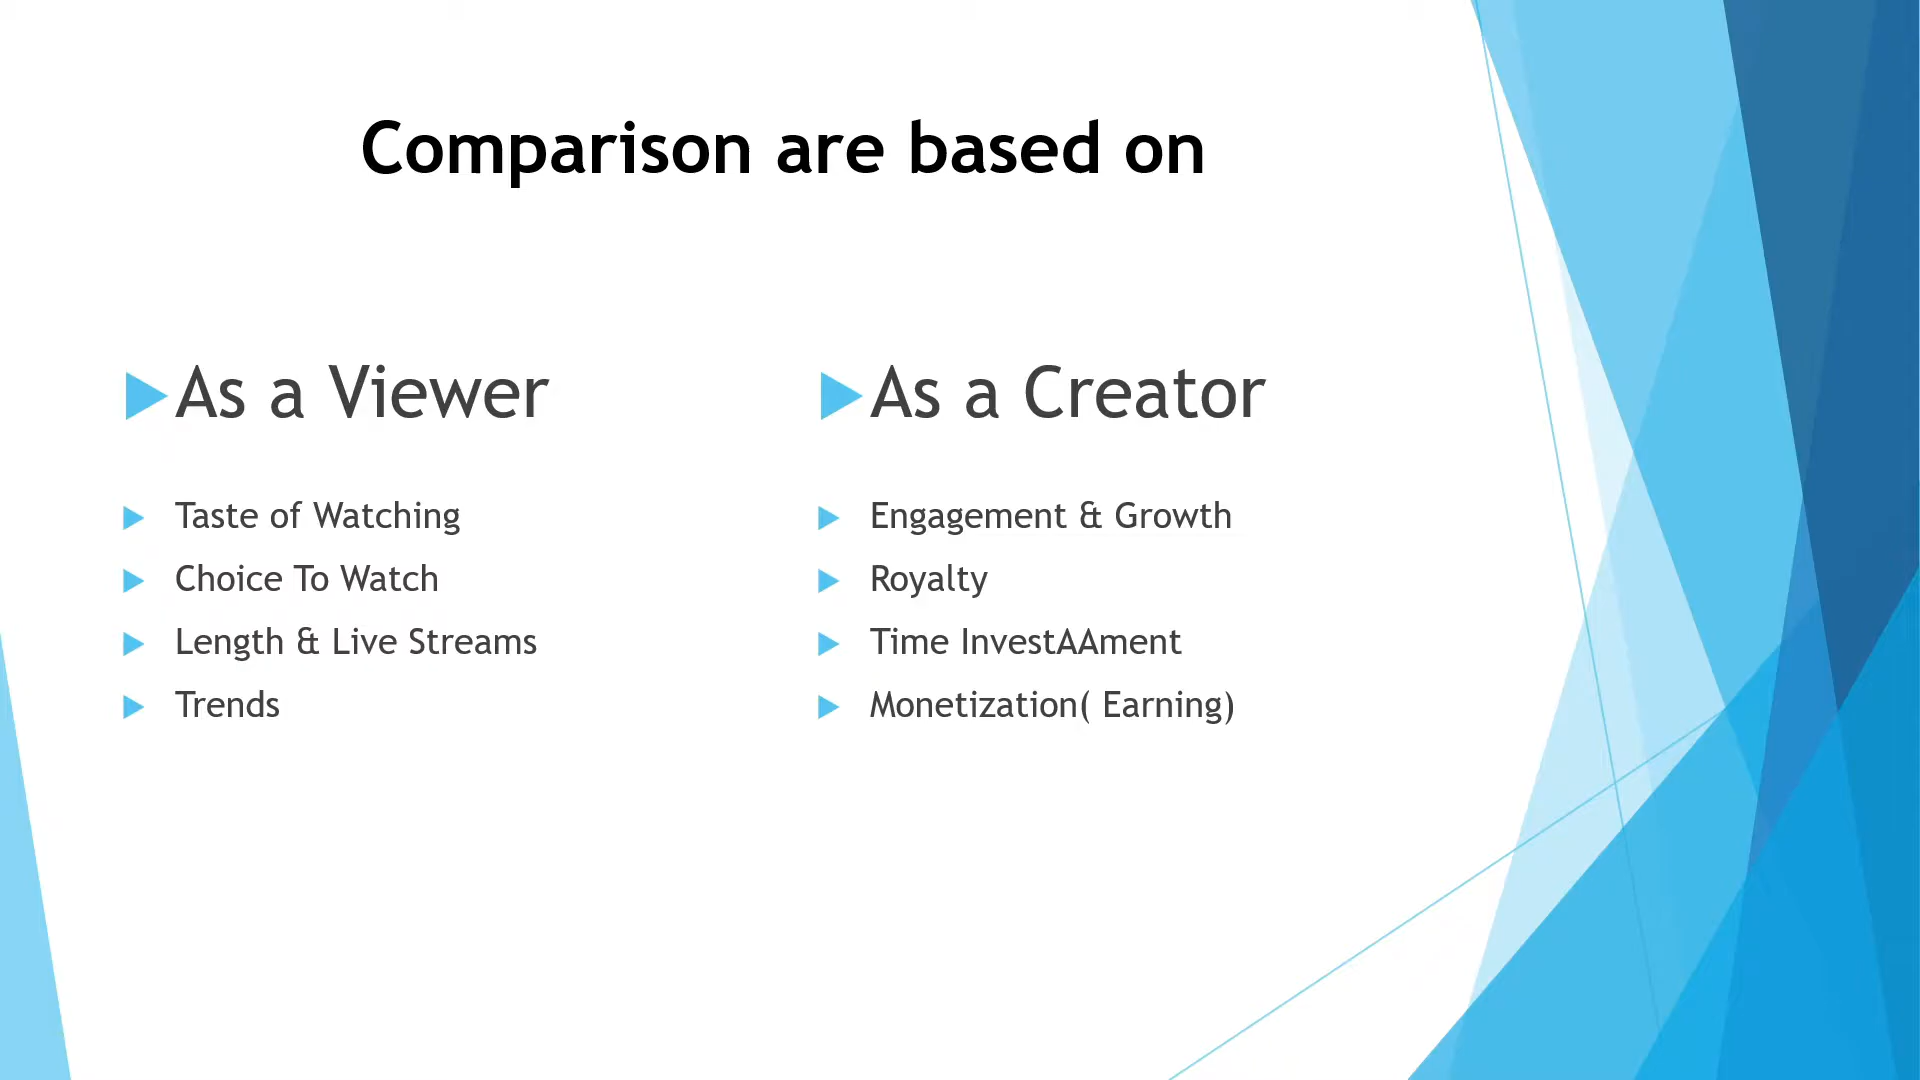 Comparison are based on
As a Viewer
Taste of Watching
Choice To Watch
Length & Live Streams
Trends
As a Creator
Engagement & Growth
Royalty
Time InvestAAment
Monetization( Earning)